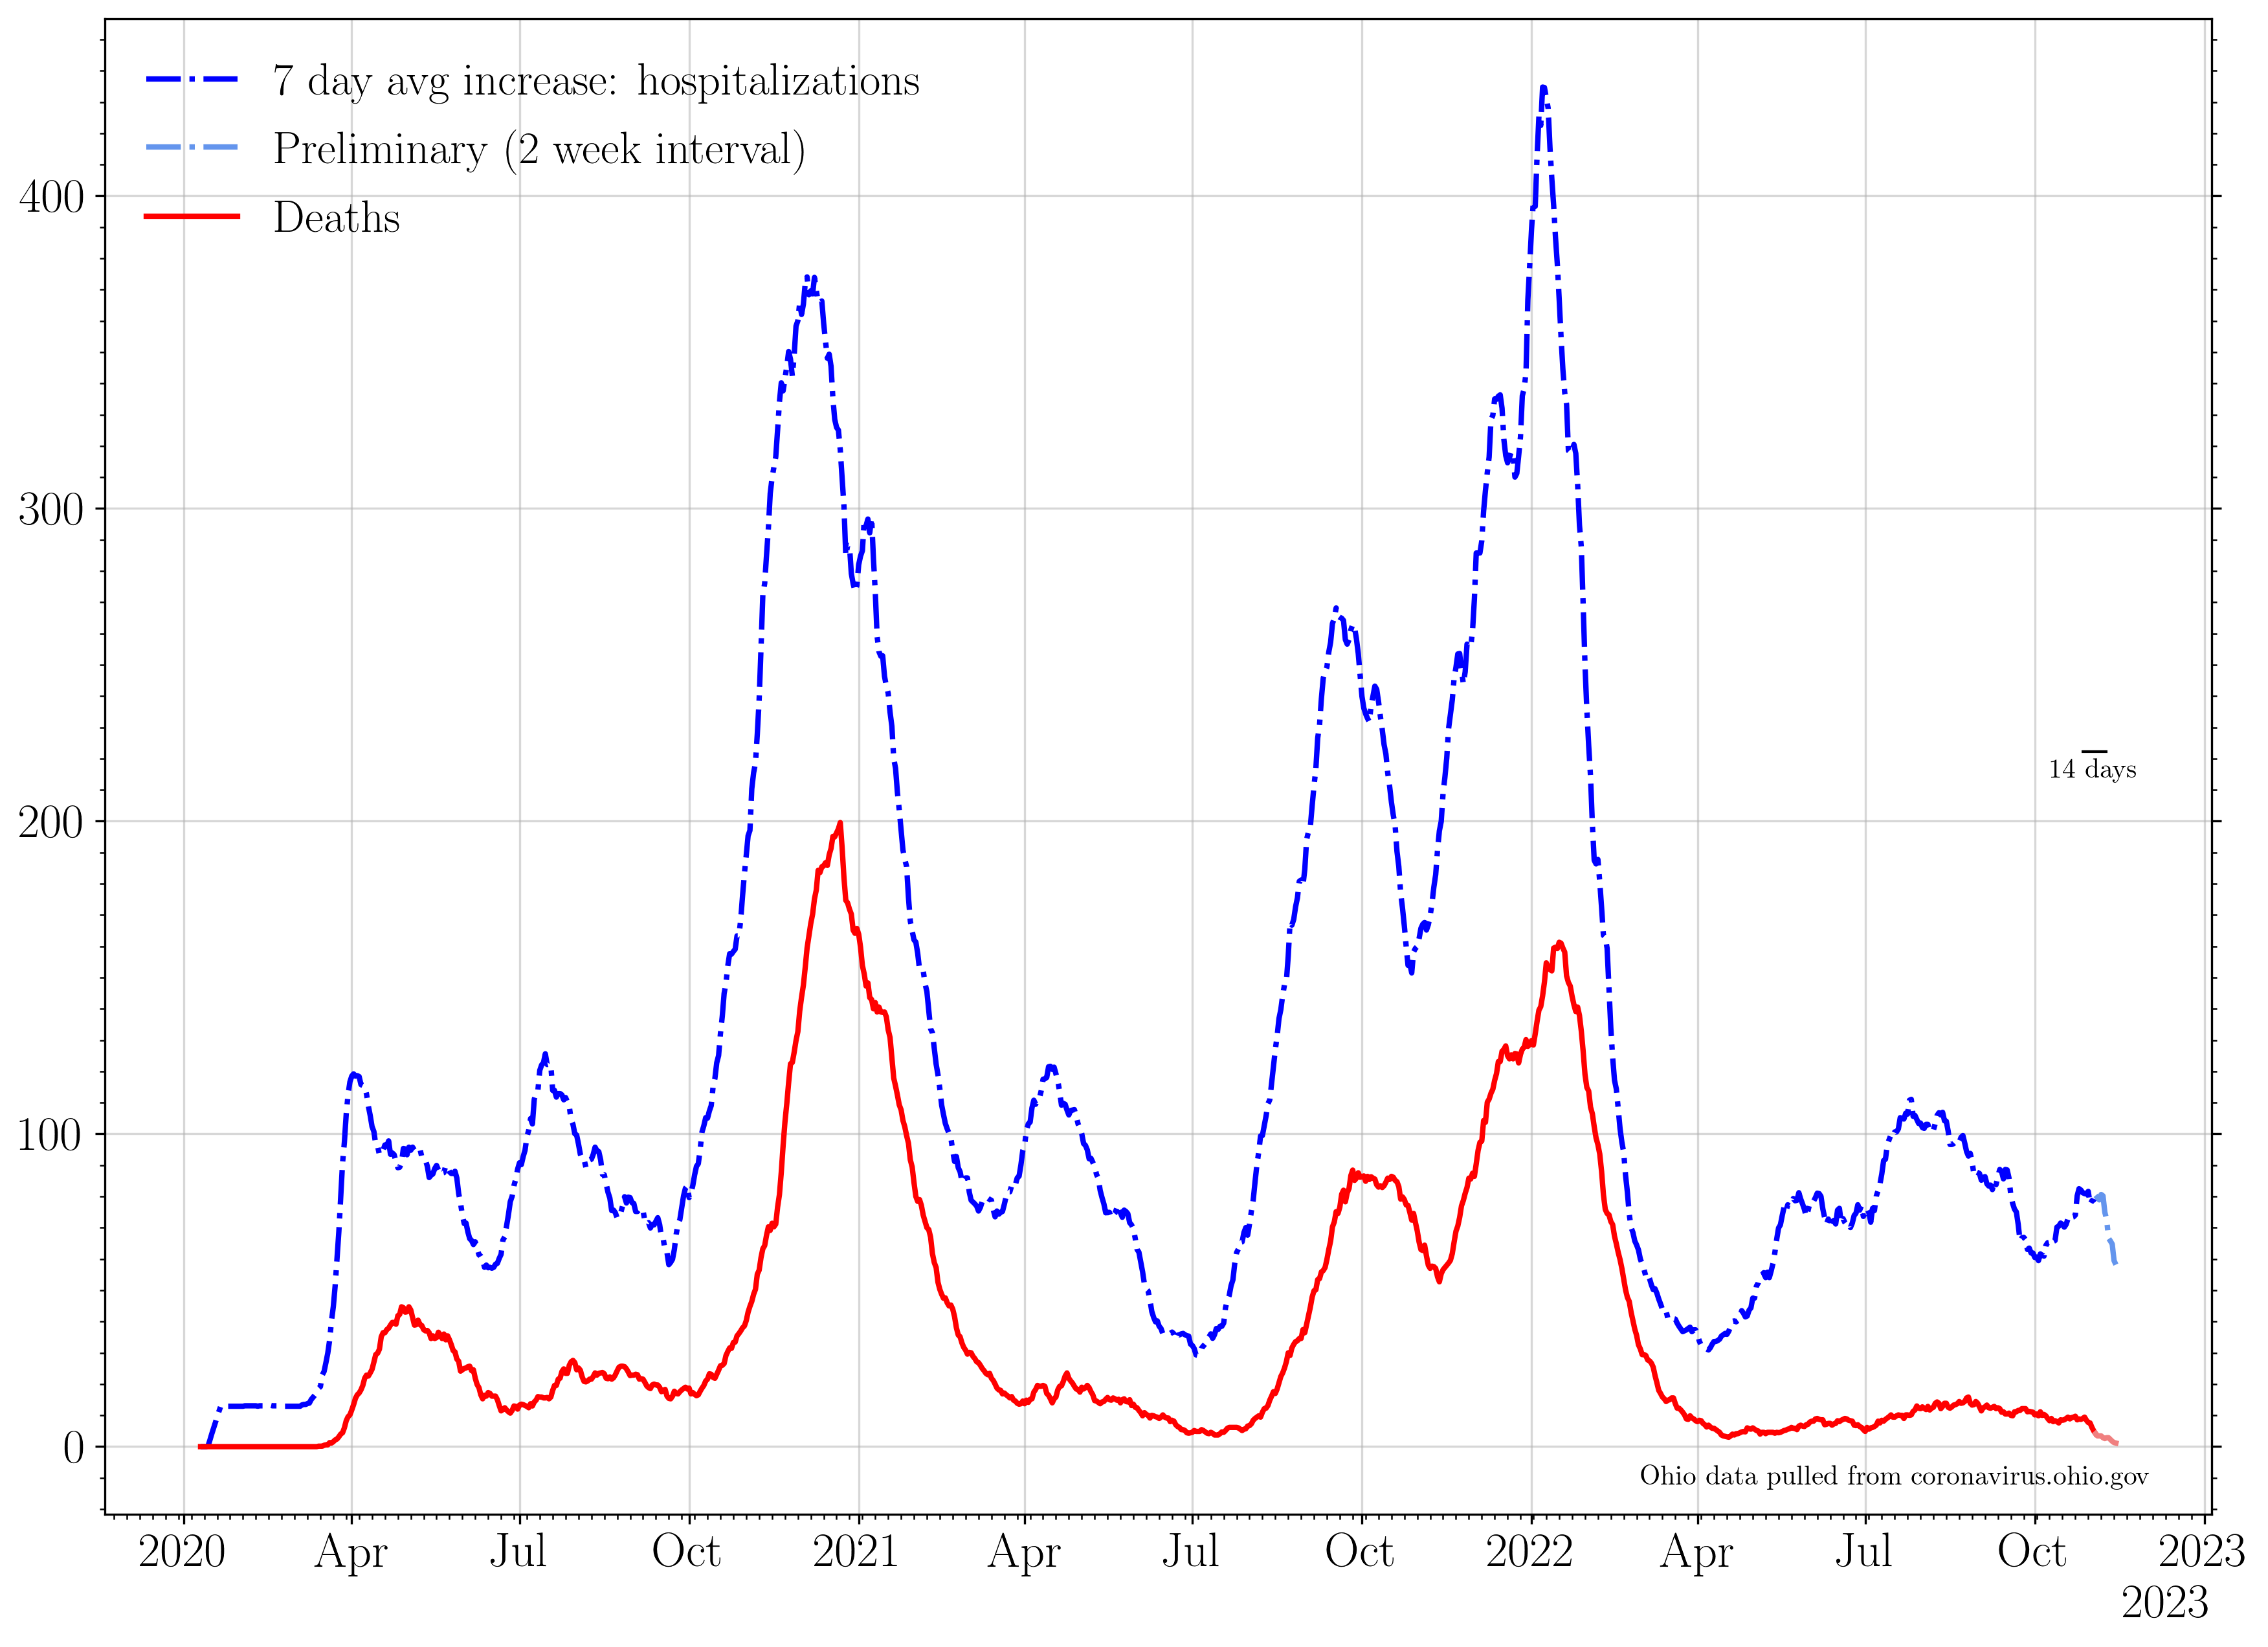 7 day avg increase: hospitalizations
Preliminary (2 week interval)
Deaths
400
300
200
100
0
14 days
Ohio data pulled from coronavirus.ohio.gov
2020 Apr Jul Oct 2021 Apr Jul Oct 2022 Apr Jul Oct 2023
2023